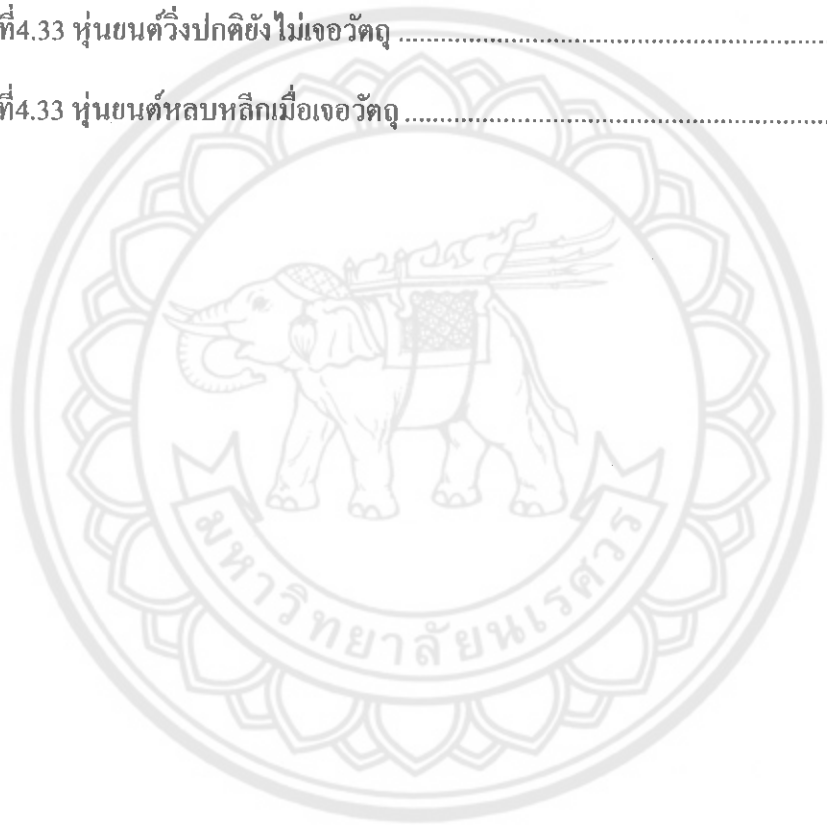 ที่4.33 หุ่นยนต์วิ่งปกติยังไม่เจอวัตถุ ........................................................................
ที่4.33 หุ่นยนต์หลบหลีกเมื่อเจอวัตถุ ........................................................................
มหาวิทยาลัยนเรศวร